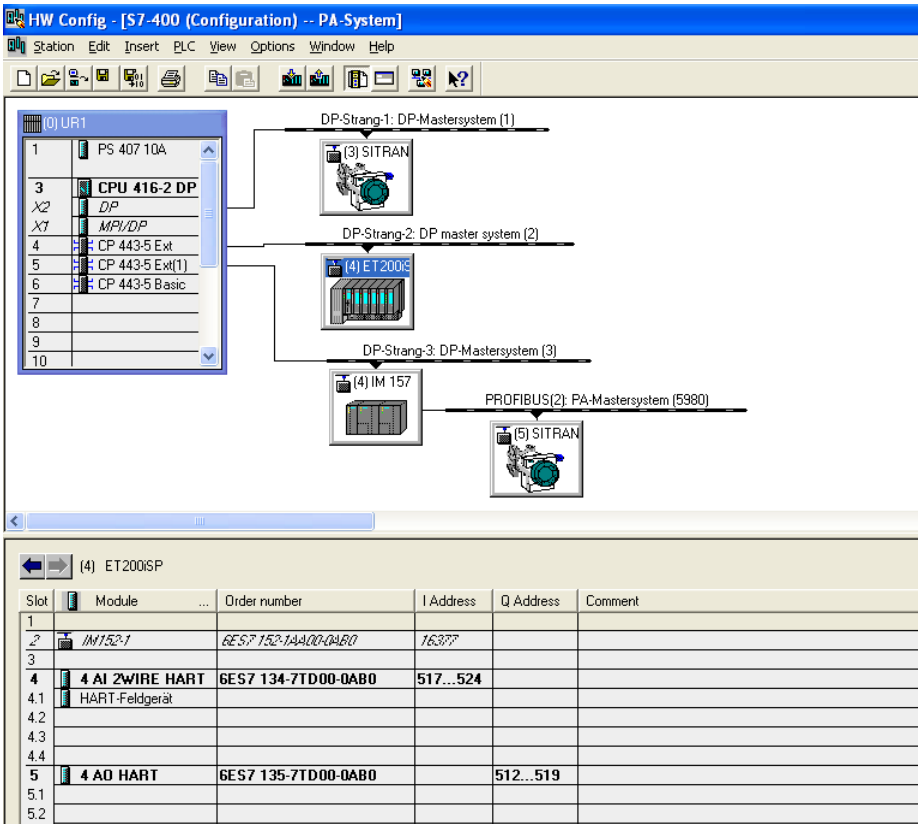 HW Config - [S7-400 (Configuration) -- PA-System]
Station Edit Insert PLC View Options Window Help
(0) UR1
1 PS 407 10A
3 CPU 416-2 DP
X2 DP
X1 MPI/DP
4 CP 443-5 Ext
5 CP 443-5 Ext(1)
6 CP 443-5 Basic
7
8
9
10
DP-Strang-1: DP-Mastersystem (1)
(3) SITRAN
DP-Strang-2: DP master system (2)
(4) ET200iS
DP-Strang-3: DP-Mastersystem (3)
(4) IM 157
PROFIBUS(2): PA-Mastersystem (5980)
(5) SITRAN
(4) ET200iSP
Slot Module ... Order number I Address Q Address Comment
1
2 IM152-1 6ES7 152-1AA00-0AB0 16377
3
4 4 AI 2WIRE HART 6ES7 134-7TD00-0AB0 517...524
4.1 HART-Feldgerät
4.2
4.3
4.4
5 4 AO HART 6ES7 135-7TD00-0AB0 512...519
5.1
5.2